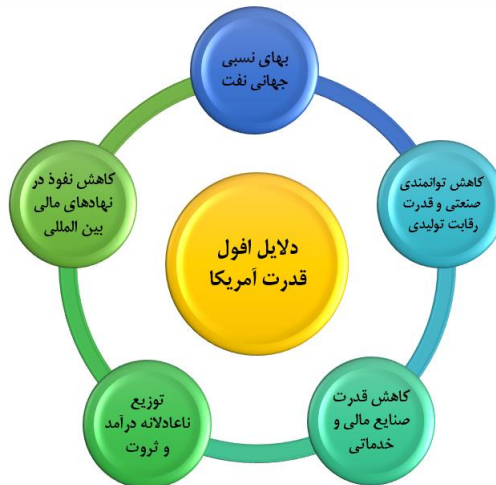 دلایل افول
قدرت آمریکا
بهای نسبی
جهانی نفت
کاهش توانمندی
صنعتی و قدرت
رقابت تولیدی
کاهش قدرت
صنایع مالی و
خدماتی
توزیع
ناعادلانه درآمد
و ثروت
کاهش نفوذ در
نهادهای مالی
بین المللی